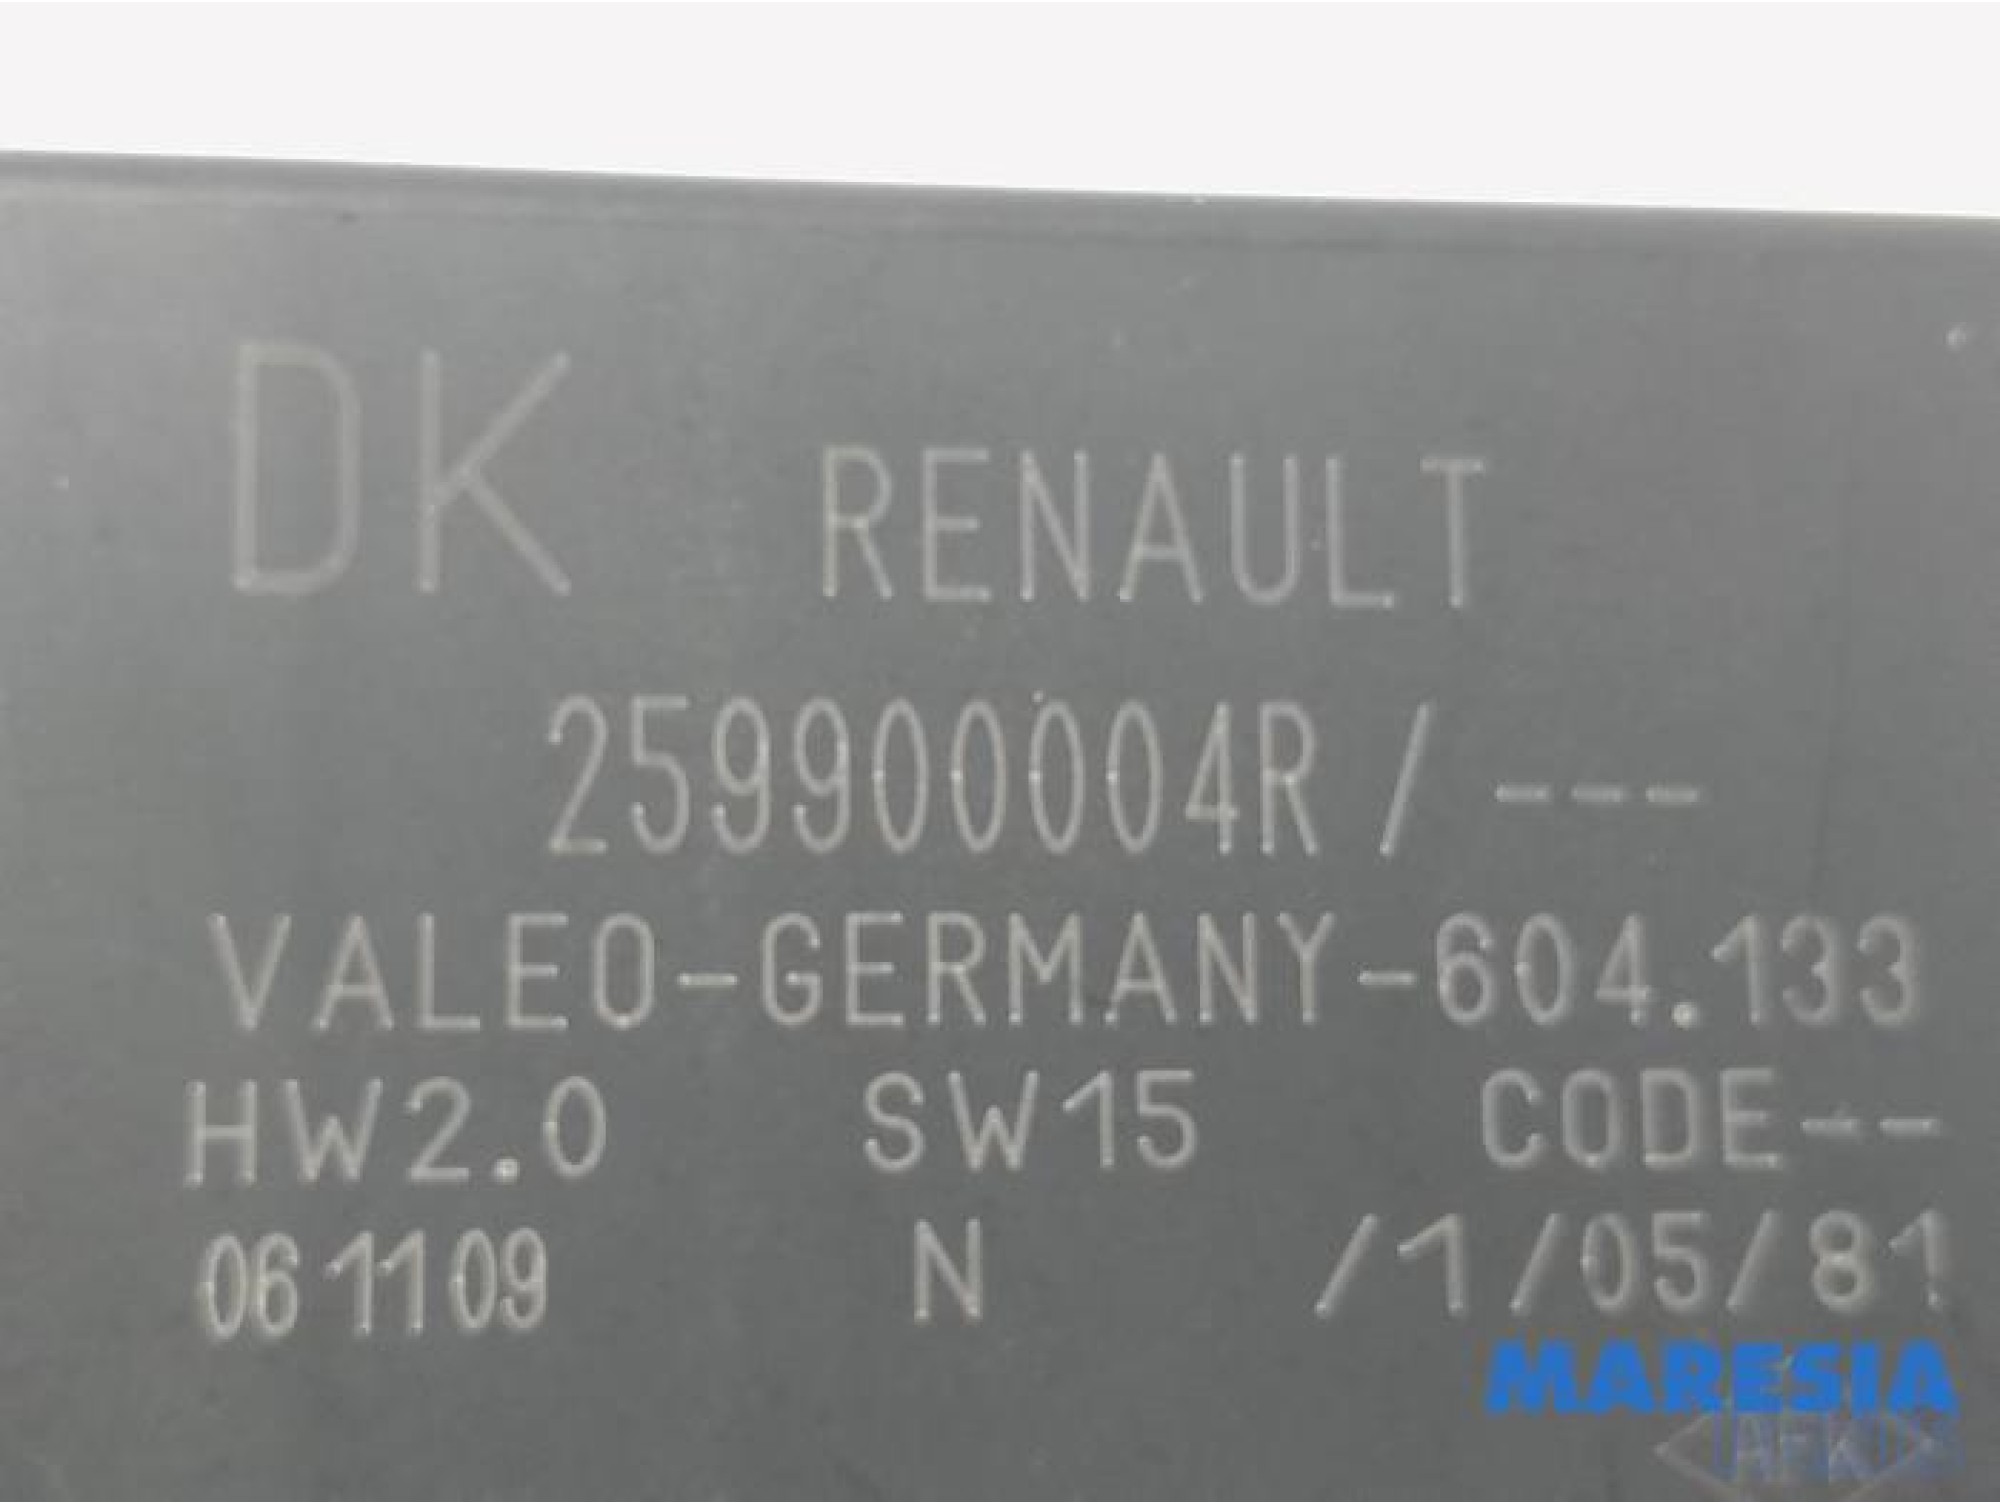 DK RENAULT
259900004R / ---
VALEO-GERMANY-604.133
HW2.0 SW15 CODE--
061109 N /1/05/81
MARESIA